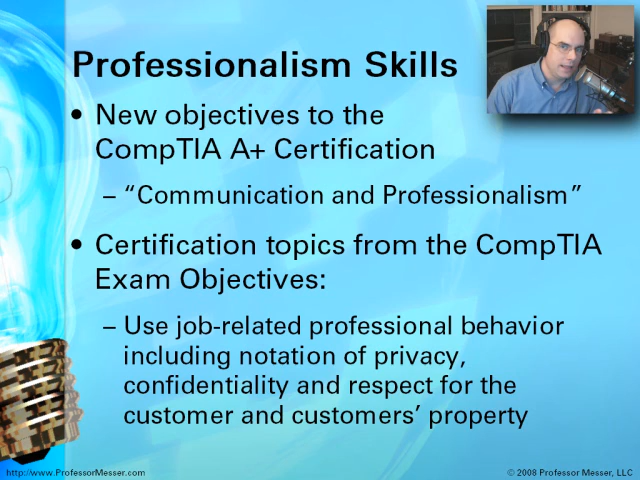 Professionalism Skills
• New objectives to the
CompTIA A+ Certification
– “Communication and Professionalism”
• Certification topics from the CompTIA
Exam Objectives:
– Use job-related professional behavior
including notation of privacy,
confidentiality and respect for the
customer and customers’ property
http://www.ProfessorMesser.com
© 2008 Professor Messer, LLC